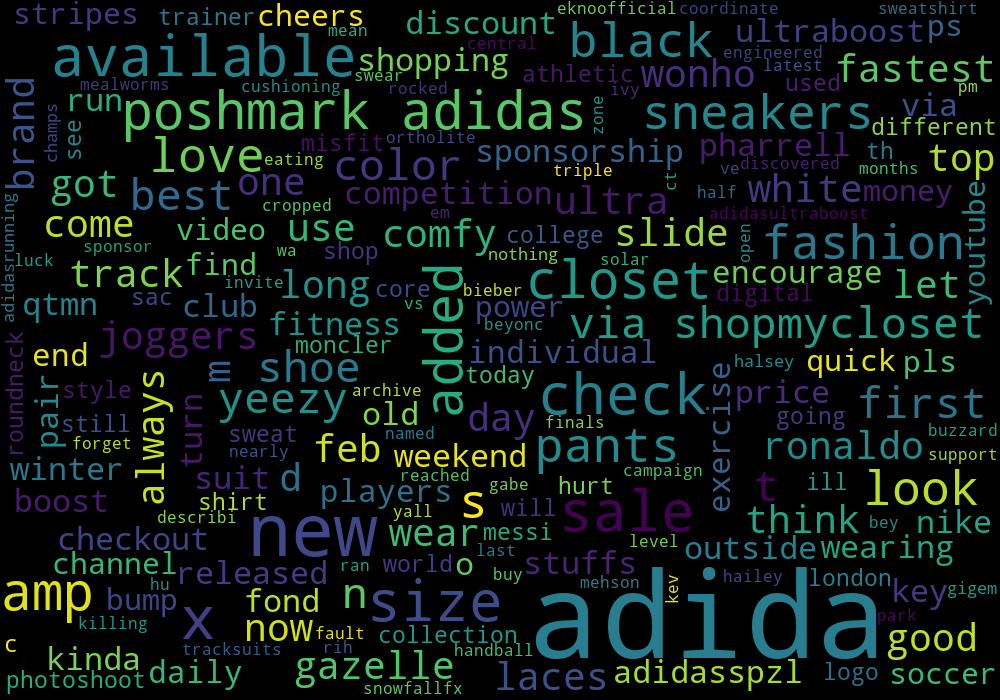 stripes trainer cheers discount eknoofficial coordinate sweatshirt
mean central black ultraboost ps
available shopping engineered latest fastest
mealworms cushioning swear rocked athletic ivy wonho used pm
brand champs see run poshmark adidas zone sneakers via different
love eating misfit ortholite sponsorship pharrell th top
got best one color triple ct ve discovered months
cropped competition ultra half white money youtube
come video use em comfy college slide adidasultraboost open fashion
adidasrunning luck sponsor wa shop nothing solar
track find invite long core bieber closet encourage let
qtmn sac club vs added power digital
joggers fitness beyonc via shopmycloset
roundneck end moncler individual halsey quick pls
style pair m shoe today check exercise price first
always turn yeezy archive old day finals going
still forget sweat nearly named feb weekend pants ronaldo buzzard support
winter suit d reached campaign look
boost shirt players gabe hurt will s yall sale t ill
describi new wear messi level think bey nike
checkout last outside wearing
channel released ran world o buy stuffs mehson adida kev hailey london key gigem
amp hu bump fond n size park
killing x now fault collection good
c tracksuits rih handball
kinda photoshoot daily gazelle snowfallfx laces adidasspzl logo soccer